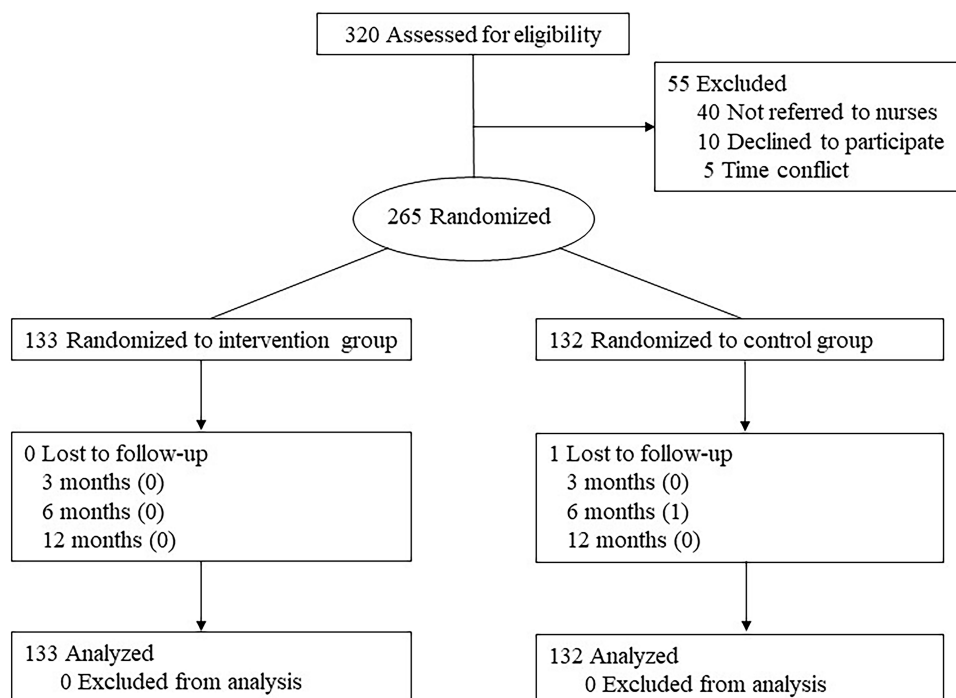 320 Assessed for eligibility
55 Excluded
40 Not referred to nurses
10 Declined to participate
5 Time conflict
265 Randomized
133 Randomized to intervention group
132 Randomized to control group
0 Lost to follow-up
3 months (0)
6 months (0)
12 months (0)
1 Lost to follow-up
3 months (0)
6 months (1)
12 months (0)
133 Analyzed
0 Excluded from analysis
132 Analyzed
0 Excluded from analysis